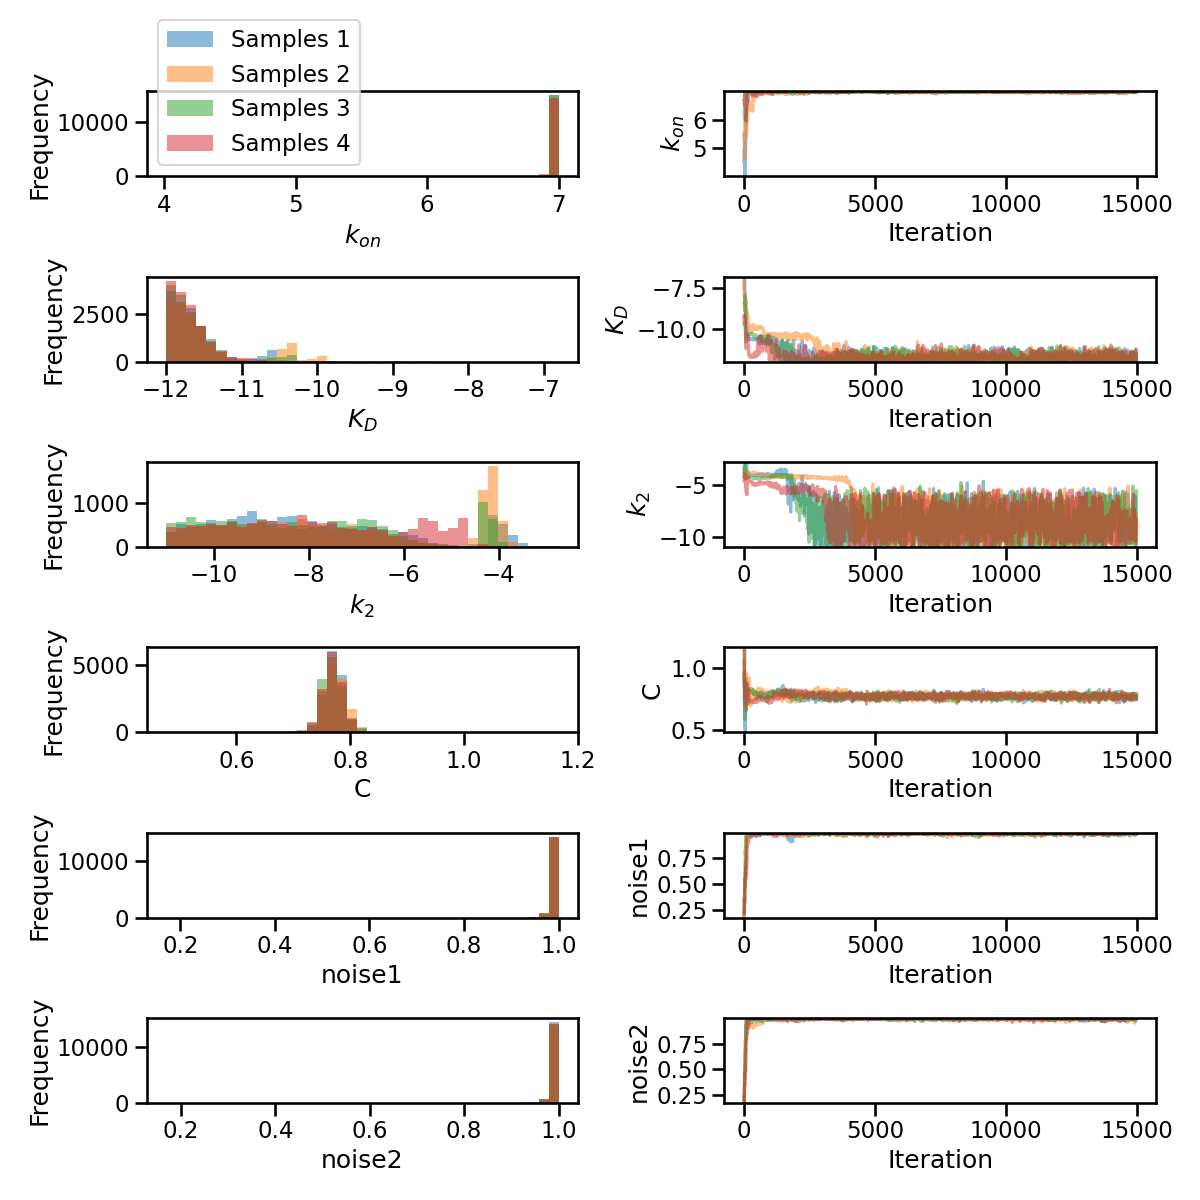 Samples 1
Samples 2
Samples 3
Samples 4
Frequency
10000
0
4 5 6 7
k_on
k_on
6
5
0 5000 10000 15000
Iteration
Frequency
2500
0
−12 −11 −10 −9 −8 −7
K_D
K_D
−7.5
−10.0
0 5000 10000 15000
Iteration
Frequency
1000
0
−10 −8 −6 −4
k_2
k_2
−5
−10
0 5000 10000 15000
Iteration
Frequency
5000
0
0.6 0.8 1.0 1.2
C
C
1.0
0.5
0 5000 10000 15000
Iteration
Frequency
10000
0
0.2 0.4 0.6 0.8 1.0
noise1
noise1
0.75
0.50
0.25
0 5000 10000 15000
Iteration
Frequency
10000
0
0.2 0.4 0.6 0.8 1.0
noise2
noise2
0.75
0.50
0.25
0 5000 10000 15000
Iteration